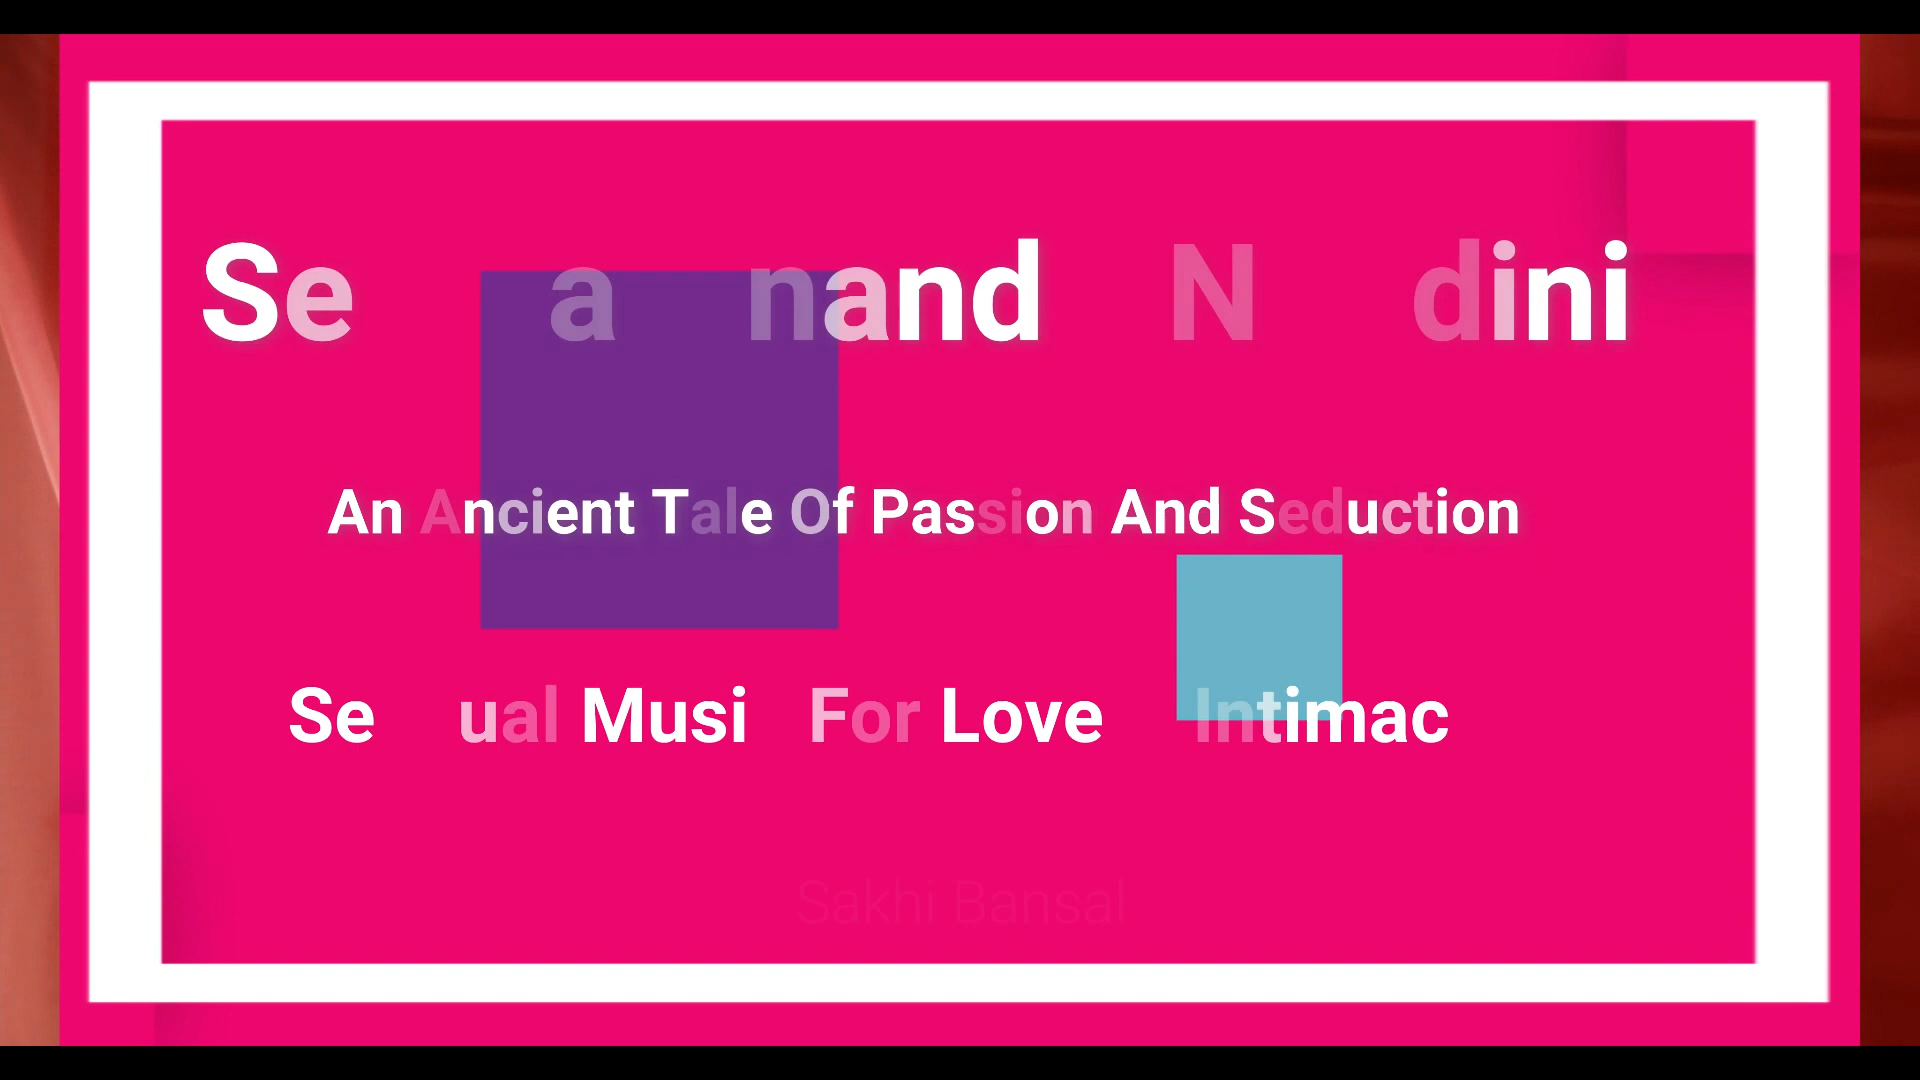 Se a nand N dini
An Ancient Tale Of Passion And Seduction
Se ual Musi For Love Intimac
Sakhi Bansal